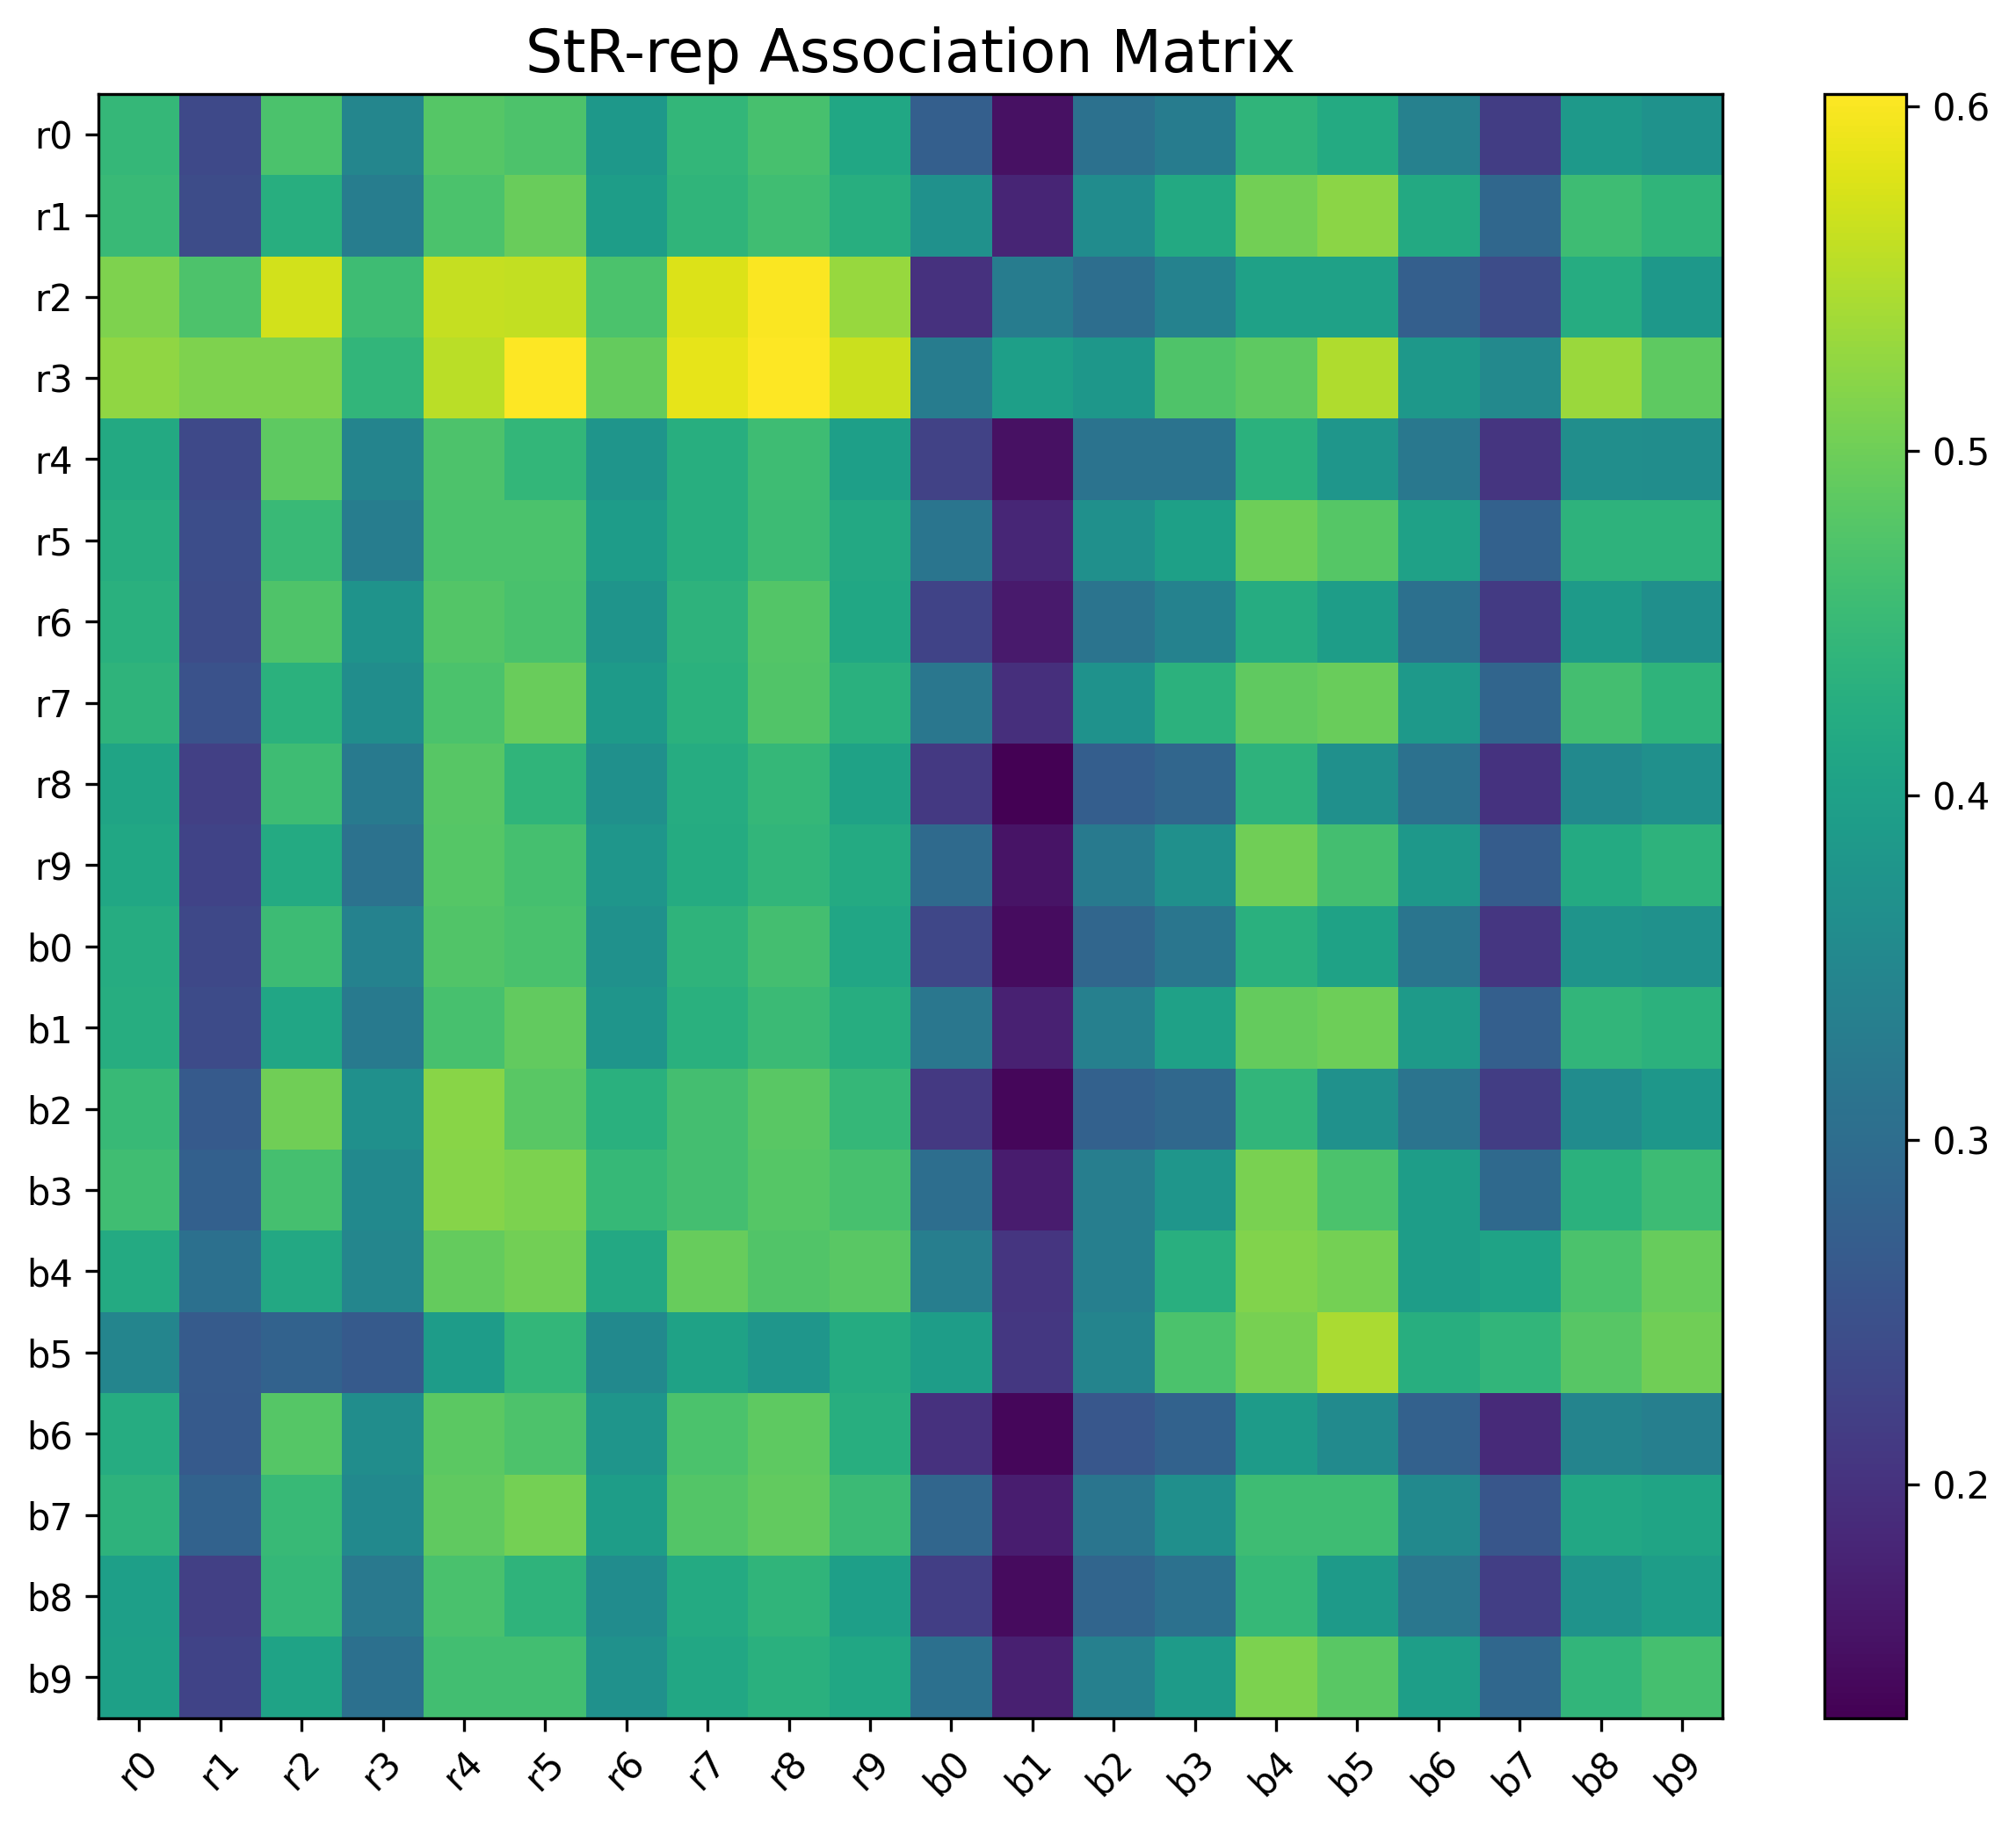 StR-rep Association Matrix
r0
r1
r2
r3
r4
r5
r6
r7
r8
r9
b0
b1
b2
b3
b4
b5
b6
b7
b8
b9
r0 r1 r2 r3 r4 r5 r6 r7 r8 r9 b0 b1 b2 b3 b4 b5 b6 b7 b8 b9
0.6
0.5
0.4
0.3
0.2